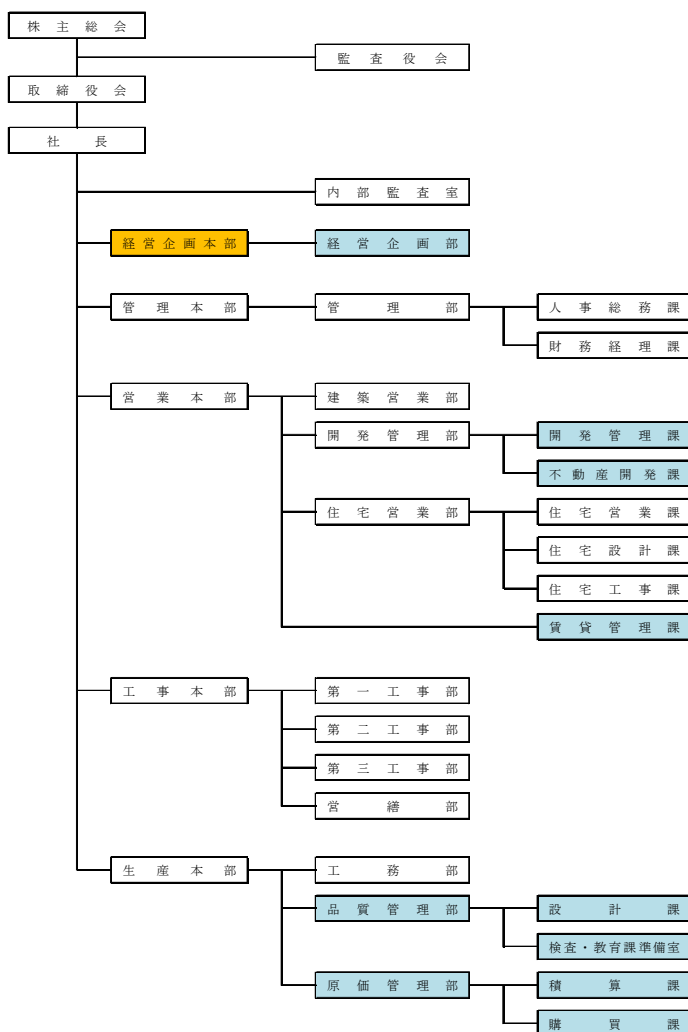 株主総会
監査役会
取締役会
社長
内部監査室
経営企画本部
経営企画部
管理本部
管理部
人事総務課
財務経理課
営業本部
建築営業部
開発管理部
開発管理課
不動産開発課
住宅営業部
住宅営業課
住宅設計課
住宅工事課
賃貸管理課
工事本部
第一工事部
第二工事部
第三工事部
営繕部
生産本部
工務部
品質管理部
設計課
検査・教育課準備室
原価管理部
積算課
購買課